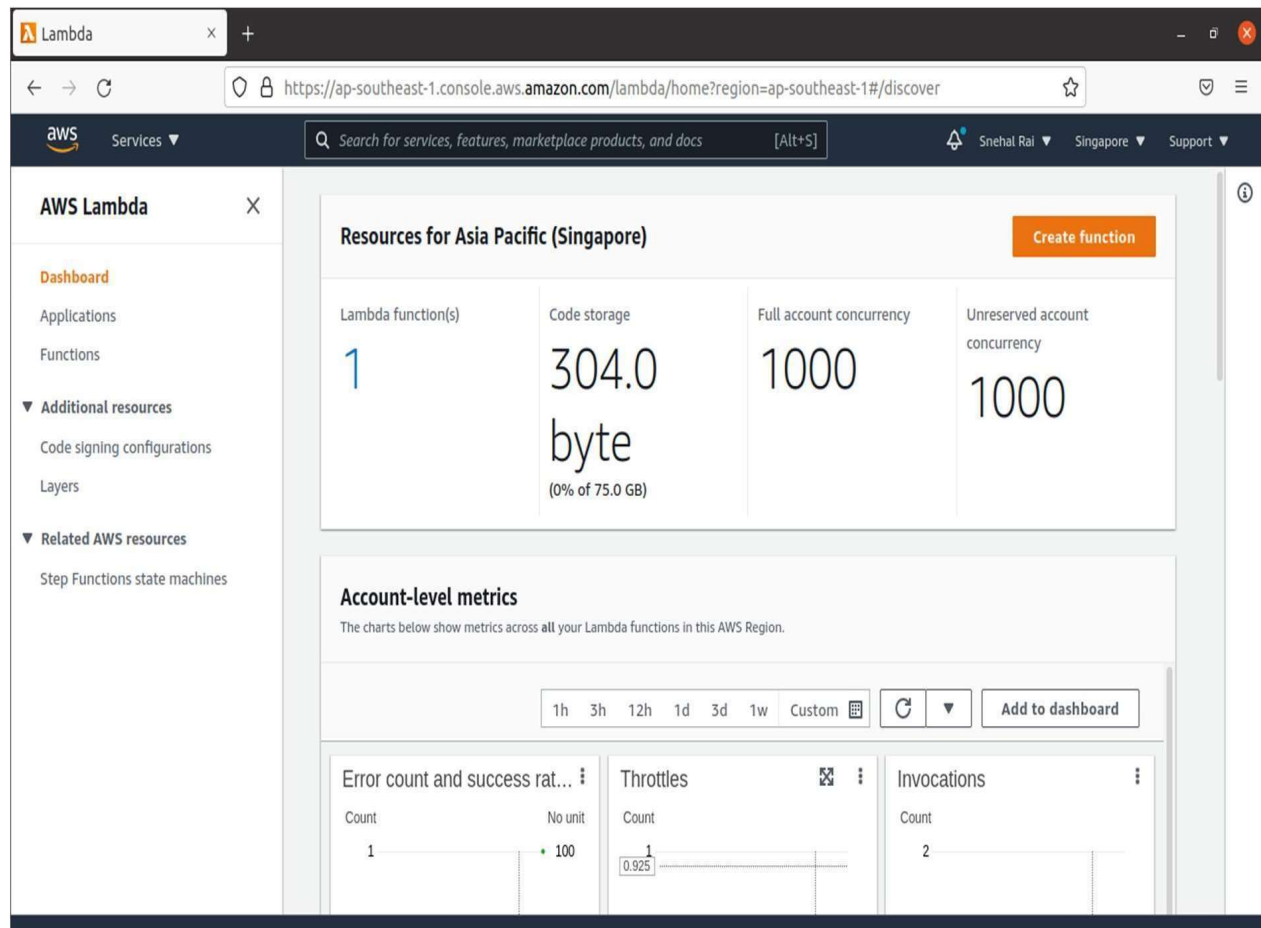 Lambda
https://ap-southeast-1.console.aws.amazon.com/lambda/home?region=ap-southeast-1#/discover
aws Services ▼ Search for services, features, marketplace products, and docs [Alt+S] Snehal Rai ▼ Singapore ▼ Support ▼
AWS Lambda
Dashboard
Applications
Functions
▼ Additional resources
Code signing configurations
Layers
▼ Related AWS resources
Step Functions state machines
Resources for Asia Pacific (Singapore) Create function
Lambda function(s)
1
Code storage
304.0
byte
(0% of 75.0 GB)
Full account concurrency
1000
Unreserved account
concurrency
1000
Account-level metrics
The charts below show metrics across all your Lambda functions in this AWS Region.
1h 3h 12h 1d 3d 1w Custom Add to dashboard
Error count and success rat...
Count No unit
1 100
Throttles
Count
1
0.925
Invocations
Count
2